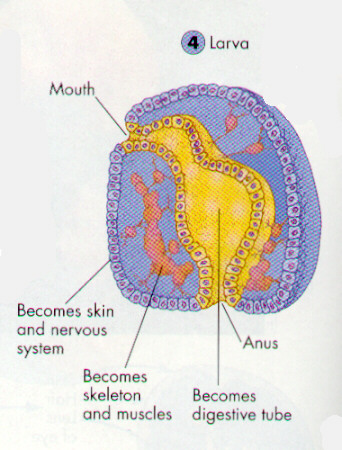 4 Larva
Mouth
Becomes skin
and nervous
system
Anus
Becomes
skeleton
and muscles
Becomes
digestive tube